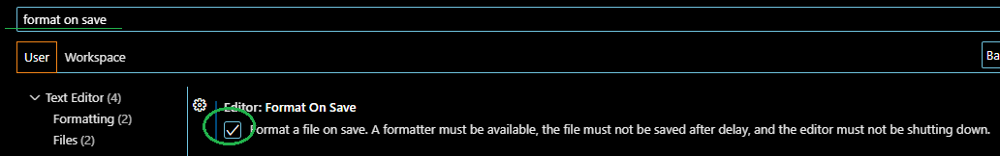 format on save
User Workspace Ba
Text Editor (4)
Formatting (2)
Files (2)
Editor: Format On Save
Format a file on save. A formatter must be available, the file must not be saved after delay, and the editor must not be shutting down.